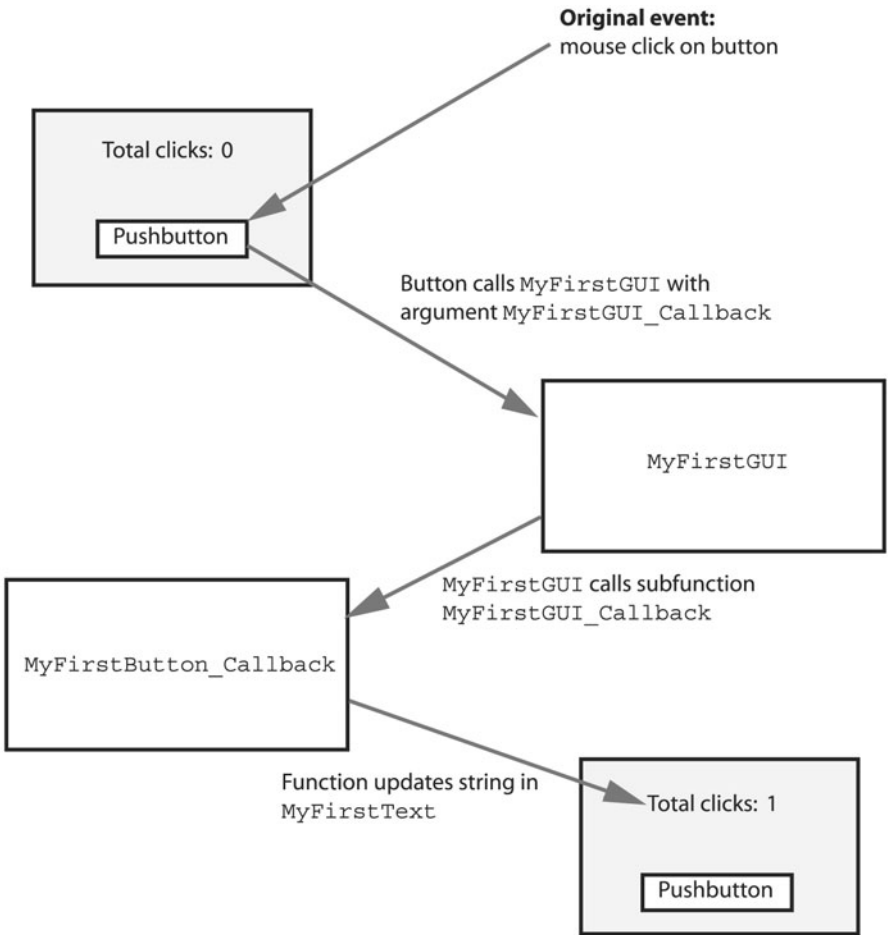 Original event:
mouse click on button
Total clicks: 0
Pushbutton
Button calls MyFirstGUI with
argument MyFirstGUI_Callback
MyFirstGUI
MyFirstGUI calls subfunction
MyFirstGUI_Callback
MyFirstButton_Callback
Function updates string in
MyFirstText
Total clicks: 1
Pushbutton